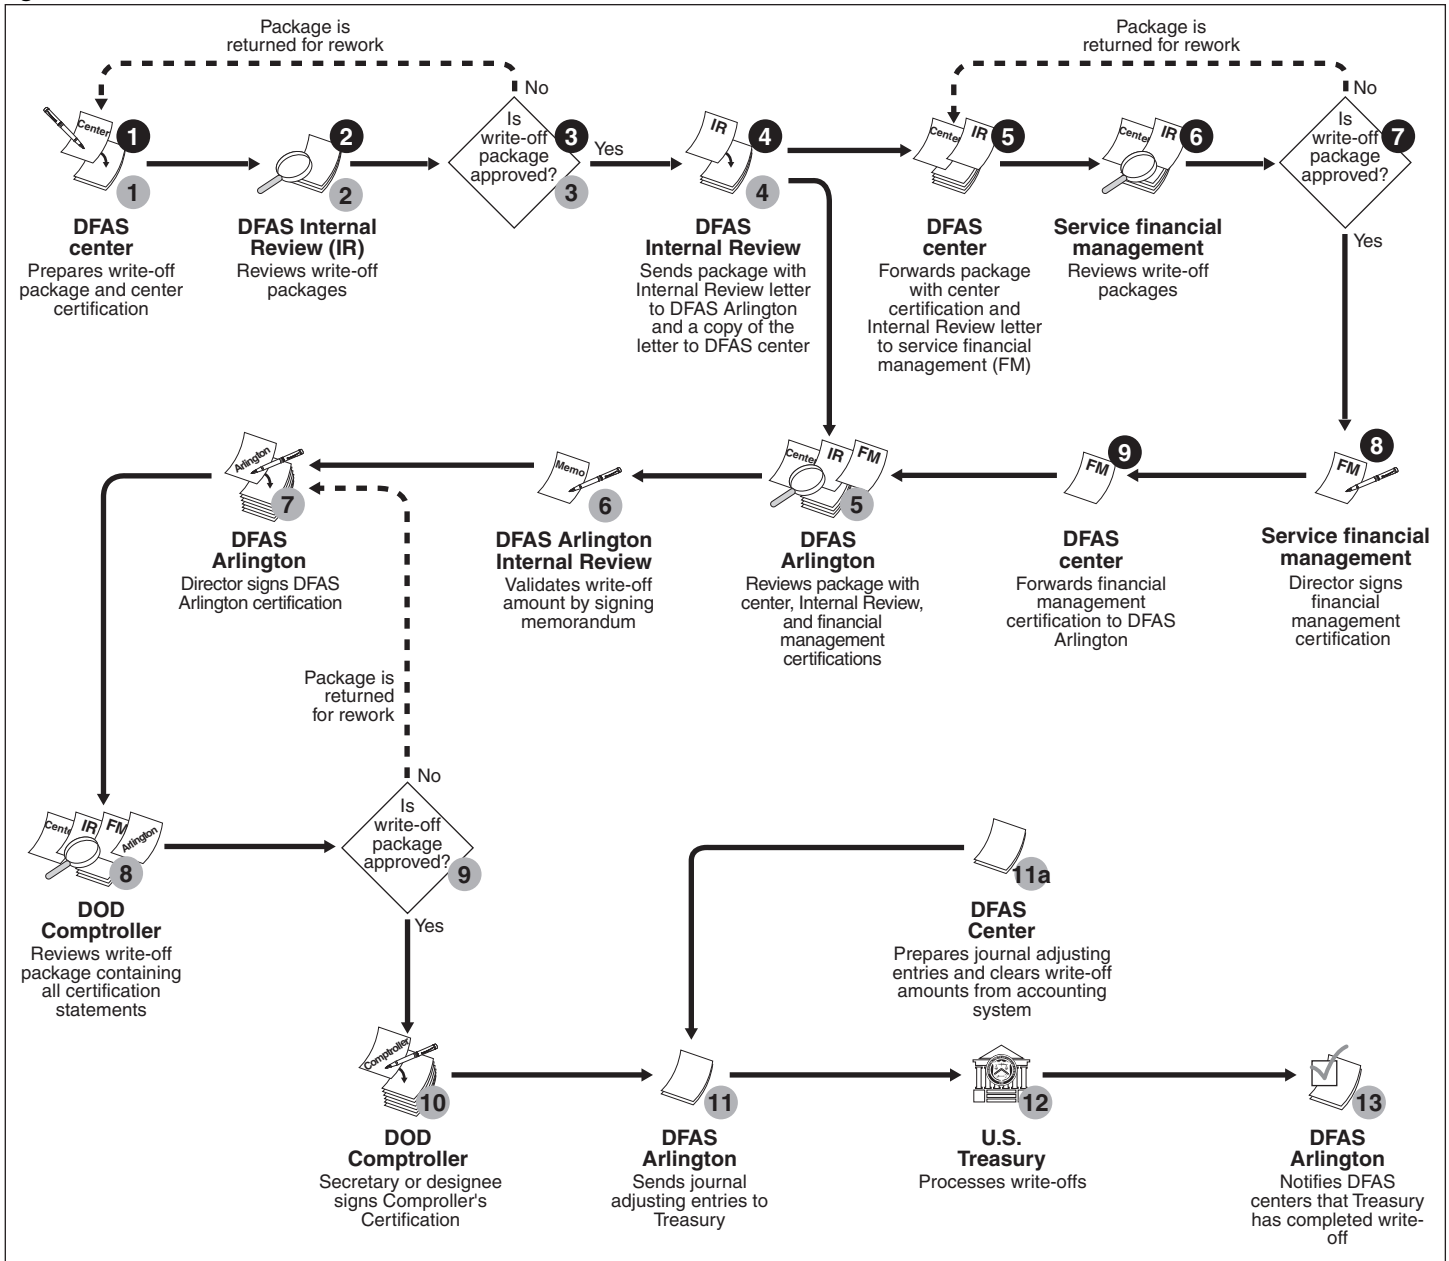 Package is
returned for rework
No
Center
1
1
DFAS
center
Prepares write-off
package and center
certification
2
2
DFAS Internal
Review (IR)
Reviews write-off
packages
Is
write-off
package
approved?
3
3
Yes
IR
4
4
DFAS
Internal Review
Sends package with
Internal Review letter
to DFAS Arlington
and a copy of the
letter to DFAS center
Package is
returned for rework
No
Center
IR
5
DFAS
center
Forwards package
with center
certification and
Internal Review letter
to service financial
management (FM)
Center
IR
6
Service financial
management
Reviews write-off
packages
Is
write-off
package
approved?
7
Yes
FM
8
Service financial
management
Director signs
financial
management
certification
FM
9
DFAS
center
Forwards financial
management
certification to DFAS
Arlington
Center
IR
FM
5
DFAS
Arlington
Reviews package with
center, Internal Review,
and financial
management
certifications
Memo
6
DFAS Arlington
Internal Review
Validates write-off
amount by signing
memorandum
Arlington
7
DFAS
Arlington
Director signs DFAS
Arlington certification
Package is
returned
for rework
No
Cente
IR
FM
Arlington
8
DOD
Comptroller
Reviews write-off
package containing
all certification
statements
Is
write-off
package
approved?
9
Yes
Comptroller
10
DOD
Comptroller
Secretary or designee
signs Comproller's
Certification
11a
DFAS
Center
Prepares journal adjusting
entries and clears write-off
amounts from accounting
system
11
DFAS
Arlington
Sends journal
adjusting entries to
Treasury
12
U.S.
Treasury
Processes write-offs
13
DFAS
Arlington
Notifies DFAS
centers that Treasury
has completed write-
off